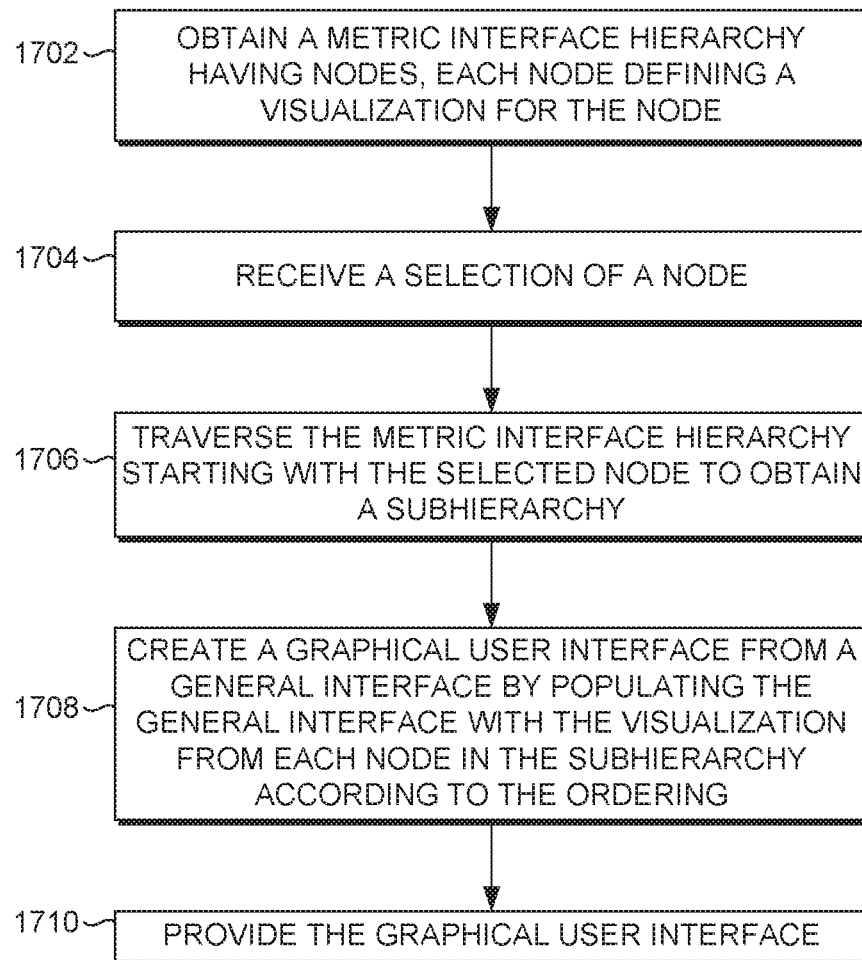 1702
OBTAIN A METRIC INTERFACE HIERARCHY
HAVING NODES, EACH NODE DEFINING A
VISUALIZATION FOR THE NODE
1704
RECEIVE A SELECTION OF A NODE
1706
TRAVERSE THE METRIC INTERFACE HIERARCHY
STARTING WITH THE SELECTED NODE TO OBTAIN
A SUBHIERARCHY
1708
CREATE A GRAPHICAL USER INTERFACE FROM A
GENERAL INTERFACE BY POPULATING THE
GENERAL INTERFACE WITH THE VISUALIZATION
FROM EACH NODE IN THE SUBHIERARCHY
ACCORDING TO THE ORDERING
1710
PROVIDE THE GRAPHICAL USER INTERFACE